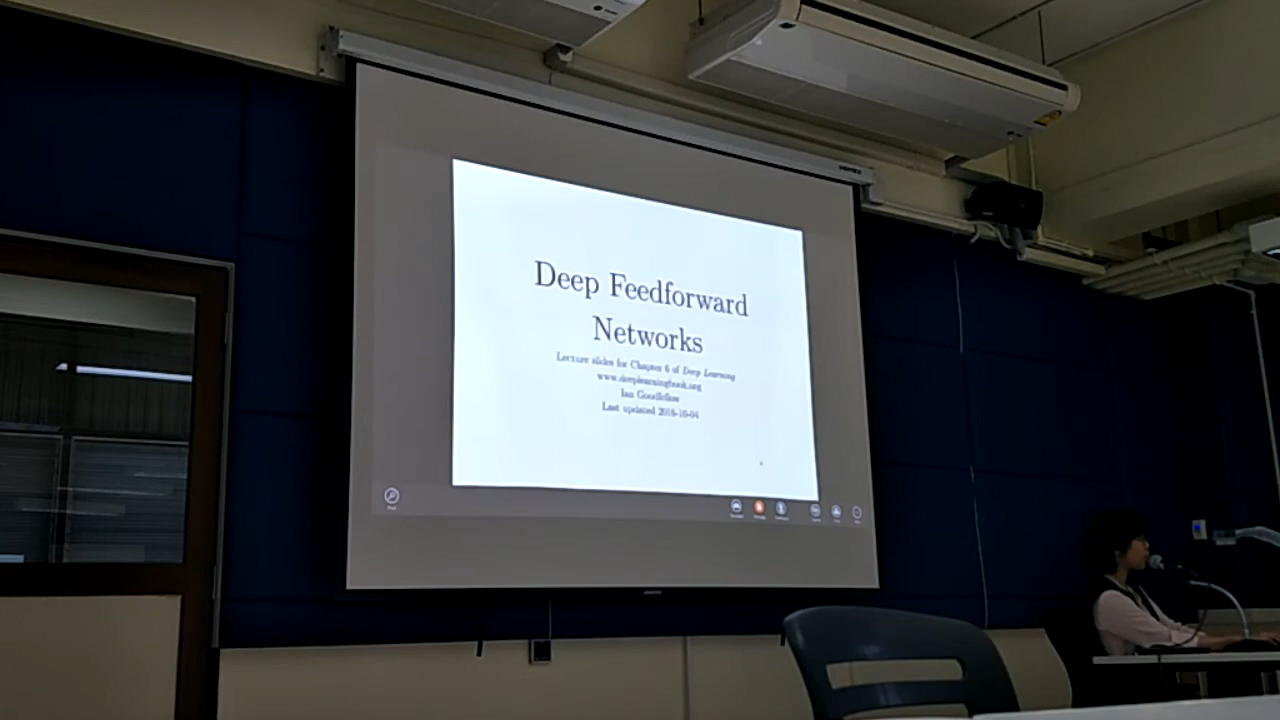 Deep Feedforward
Networks
Lecture slides for Chapter 6 of Deep Learning
www.deeplearningbook.org
Ian Goodfellow
Last updated 2016-10-04